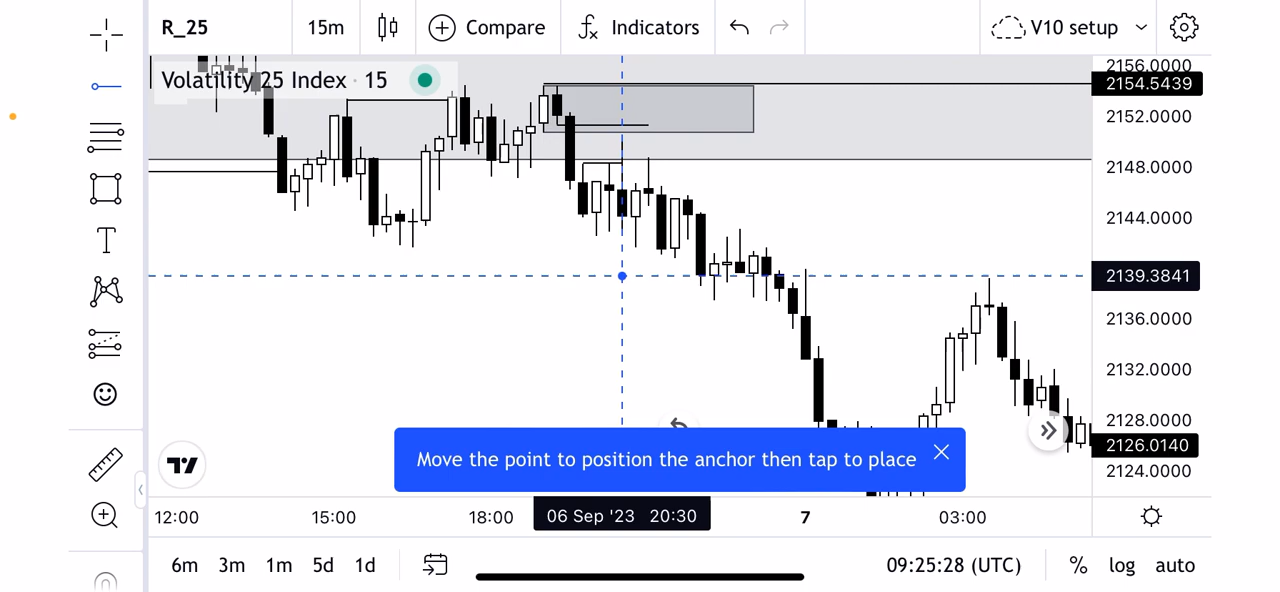 R_25
15m
Compare
Indicators
V10 setup
Volatility 25 Index · 15
2156.0000
2154.5439
2152.0000
2148.0000
2144.0000
2139.3841
2136.0000
2132.0000
2128.0000
2126.0140
2124.0000
Move the point to position the anchor then tap to place
12:00
15:00
18:00
06 Sep '23 20:30
7
03:00
6m
3m
1m
5d
1d
09:25:28 (UTC)
%
log
auto